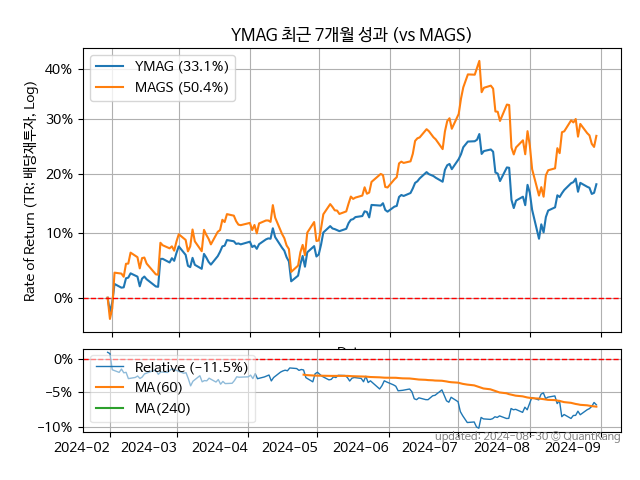 YMAG 최근 7개월 성과 (vs MAGS)
YMAG (33.1%)
MAGS (50.4%)
Rate of Return (TR: 배당재투자, Log)
40%
30%
20%
10%
0%
Relative (−11.5%)
MA(60)
MA(240)
0%
−5%
−10%
updated: 2024-08-30 © QuantKang
2024-02 2024-03 2024-04 2024-05 2024-06 2024-07 2024-08 2024-09